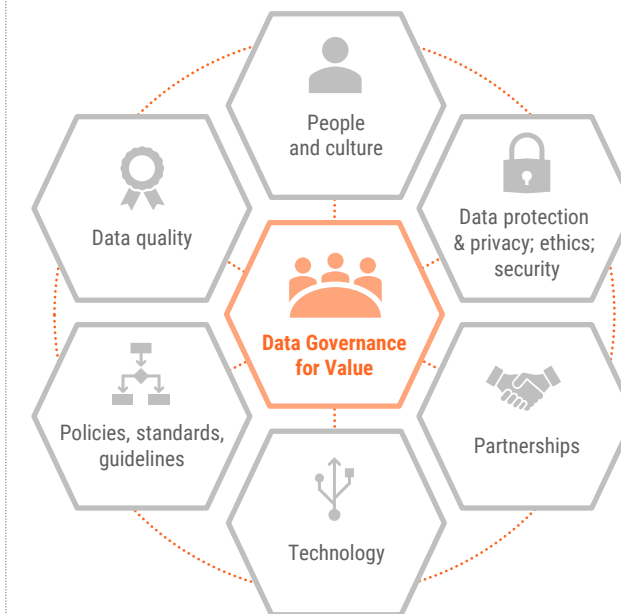 People
and culture
Data quality
Data protection
& privacy; ethics;
security
Data Governance
for Value
Policies, standards,
guidelines
Partnerships
Technology